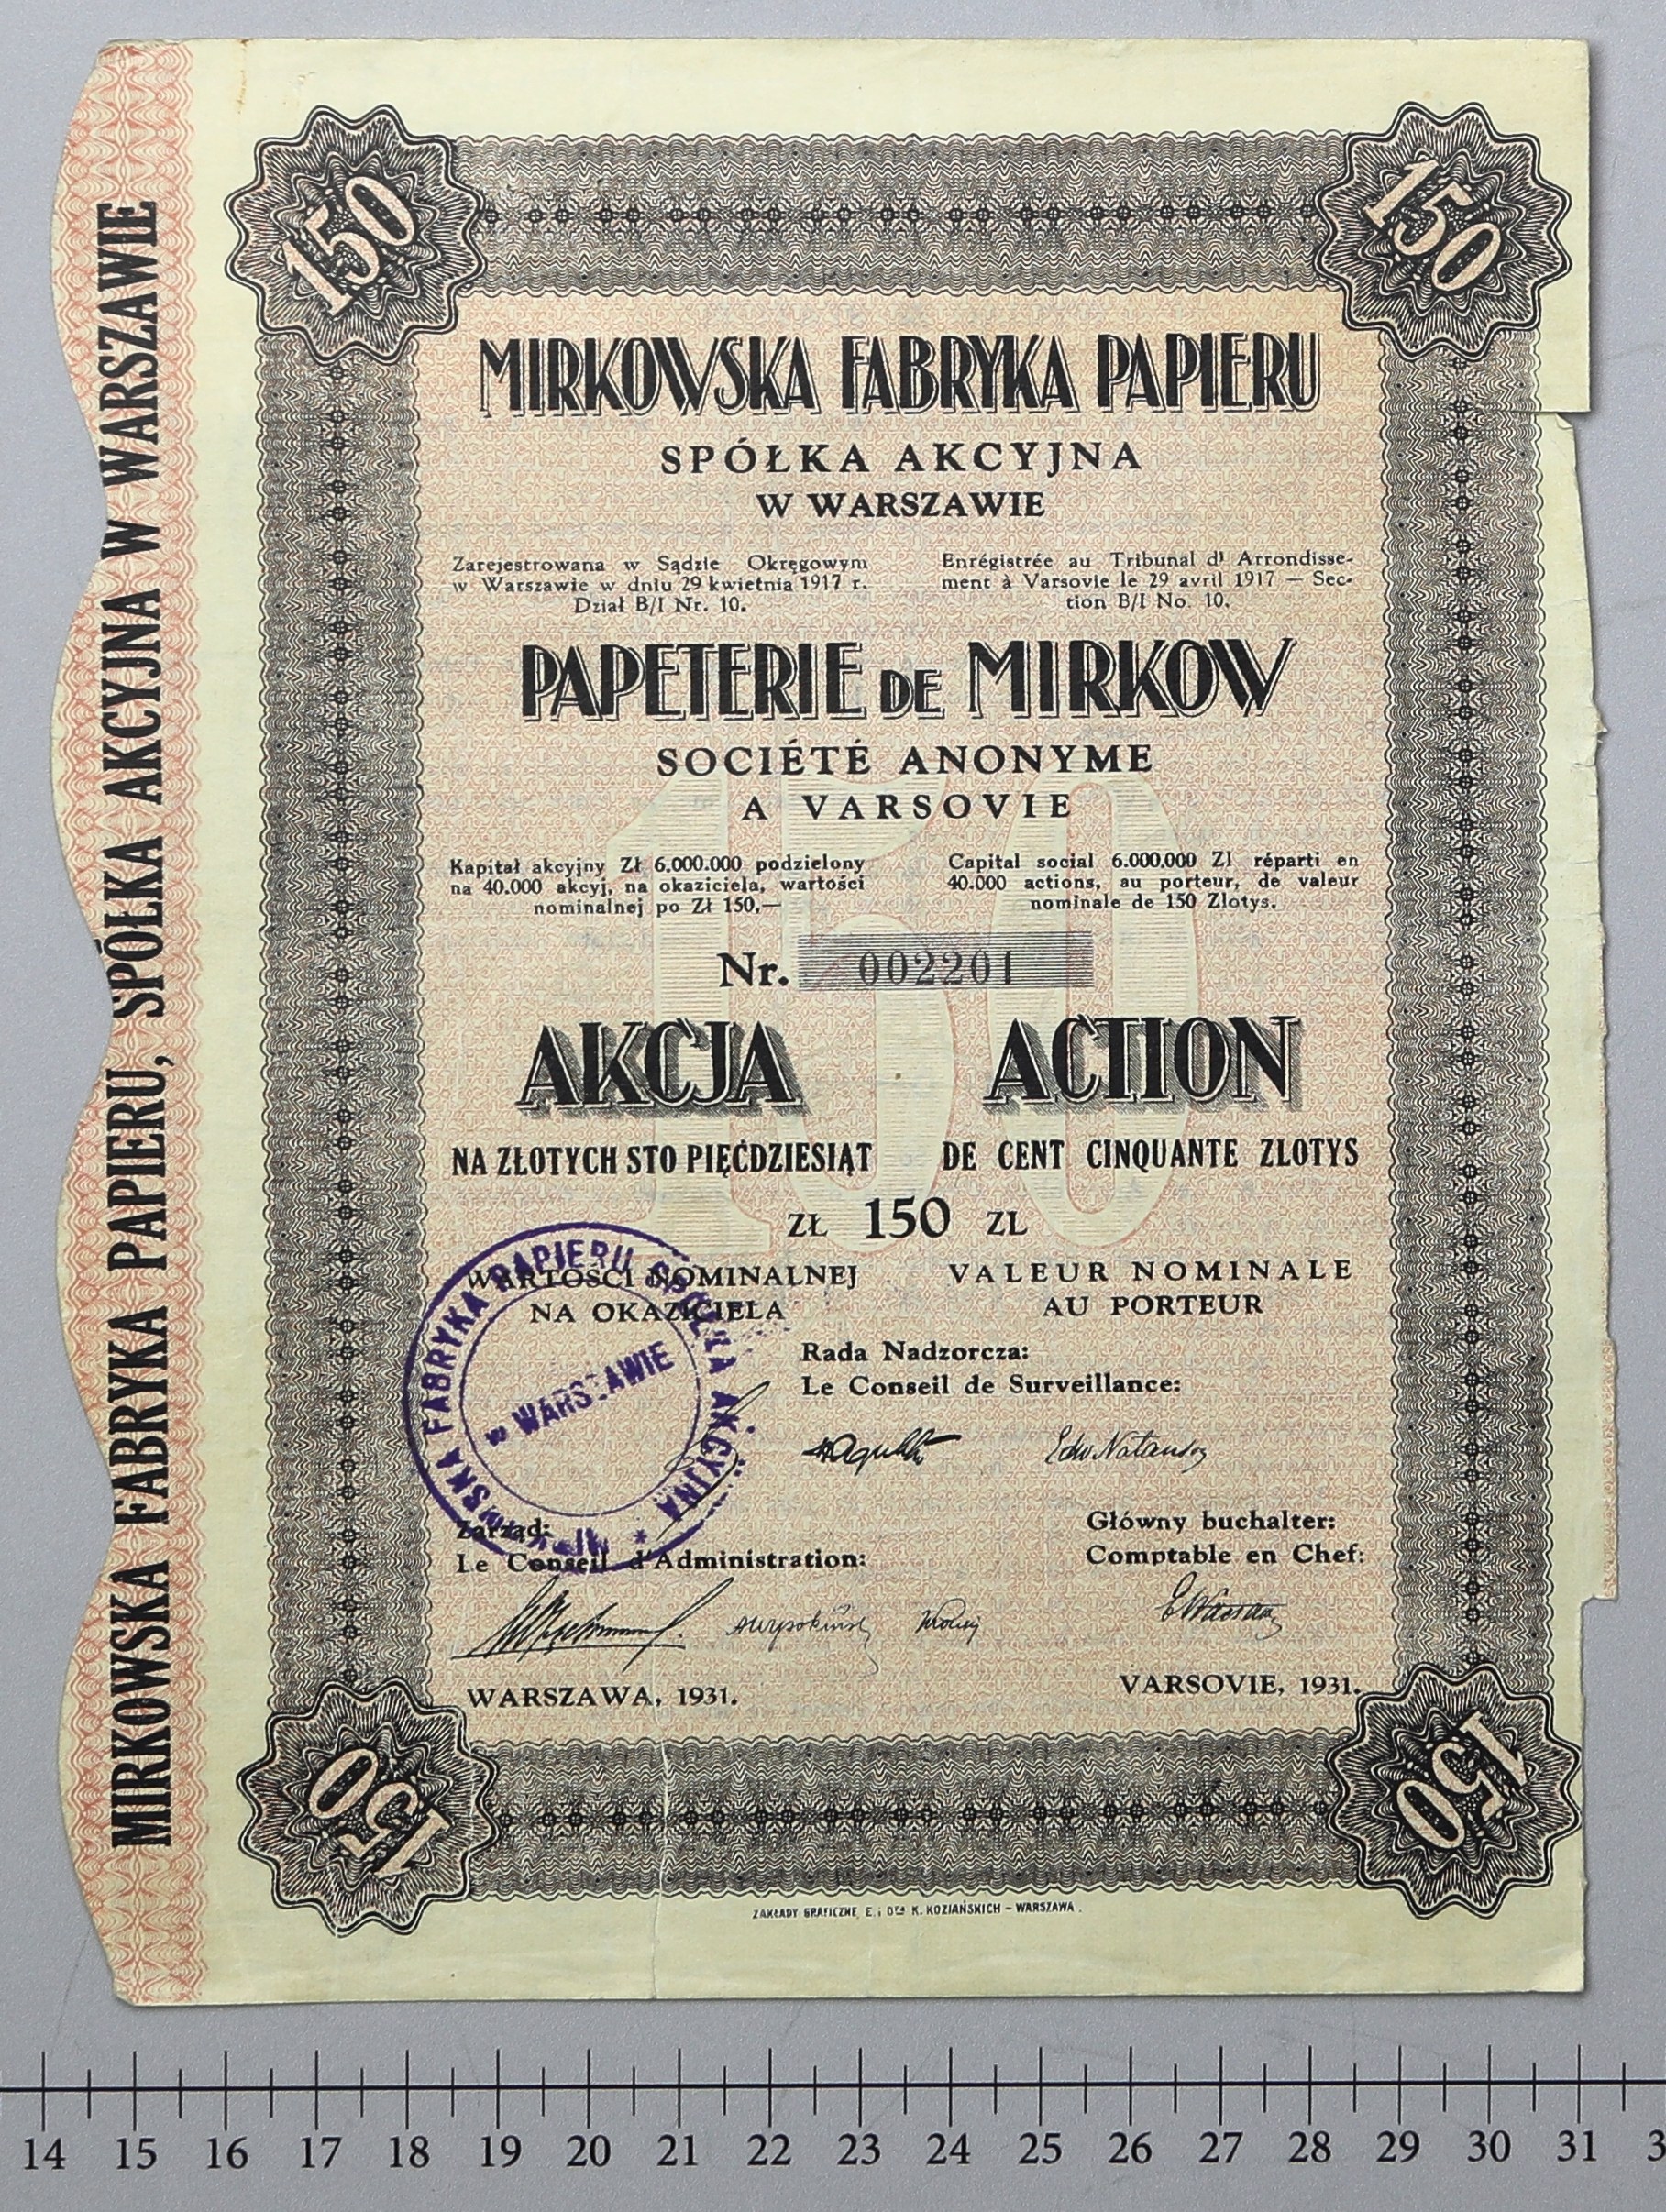 MIRKOWSKA FABRYKA PAPIERU, SPÓŁKA AKCYJNA W WARSZAWIE
150
150
MIRKOWSKA FABRYKA PAPIERU
SPÓŁKA AKCYJNA
W WARSZAWIE
Zarejestrowana w Sądzie Okręgowym
w Warszawie w dniu 29 kwietnia 1917 r.
Dział B/I Nr. 10.
Enrégistrée au Tribunal d' Arrondisse-
ment à Varsovie le 29 avril 1917 — Sec-
tion B/I No. 10.
PAPETERIE DE MIRKOW
SOCIÉTÉ ANONYME
A VARSOVIE
150
Kapitał akcyjny Zł 6.000.000 podzielony
na 40.000 akcyj, na okaziciela, wartości
nominalnej po Zł 150,—
Capital social 6.000,000 Zl réparti en
40.000 actions, au porteur, de valeur
nominale de 150 Zlotys.
Nr. 002201
AKCJA
ACTION
NA ZŁOTYCH STO PIĘĆDZIESIĄT
DE CENT CINQUANTE ZLOTYS
ZŁ 150 ZL
WARTOŚCI NOMINALNEJ
NA OKAZICIELA
VALEUR NOMINALE
AU PORTEUR
MIRKOWSKA FABRYKA PAPIERU SPÓŁKA AKCYJNA *
w WARSZAWIE
Rada Nadzorcza:
Le Conseil de Surveillance:
Edw Natanson
Zarząd:
Le Conseil d'Administration:
Główny buchalter:
Comptable en Chef:
WARSZAWA, 1931.
VARSOVIE, 1931.
150
150
ZAKŁADY GRAFICZNE E. i Dra K. KOZIAŃSKICH – WARSZAWA.
14 15 16 17 18 19 20 21 22 23 24 25 26 27 28 29 30 31 3